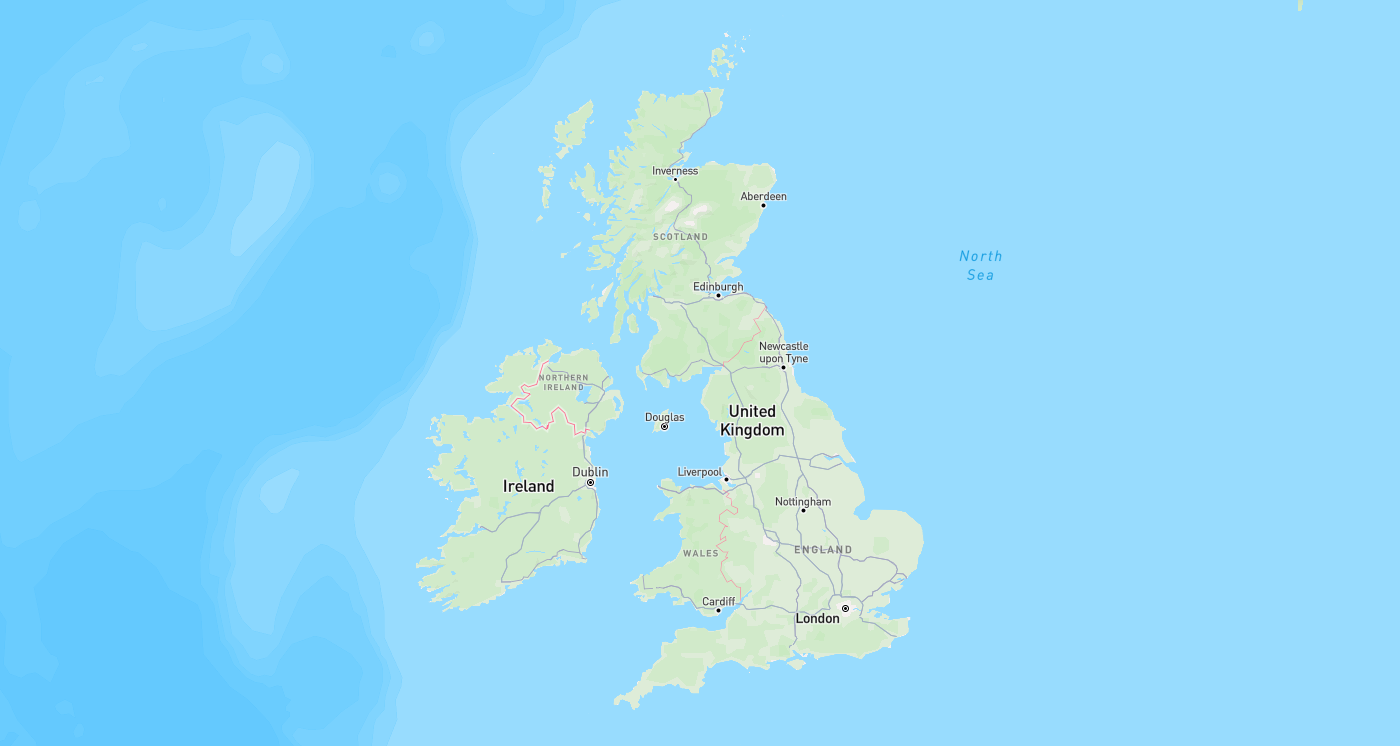 Inverness
Aberdeen
SCOTLAND
North
Sea
Edinburgh
Newcastle
upon Tyne
NORTHERN
IRELAND
Douglas
United
Kingdom
Dublin
Liverpool
Ireland
Nottingham
WALES
ENGLAND
Cardiff
London